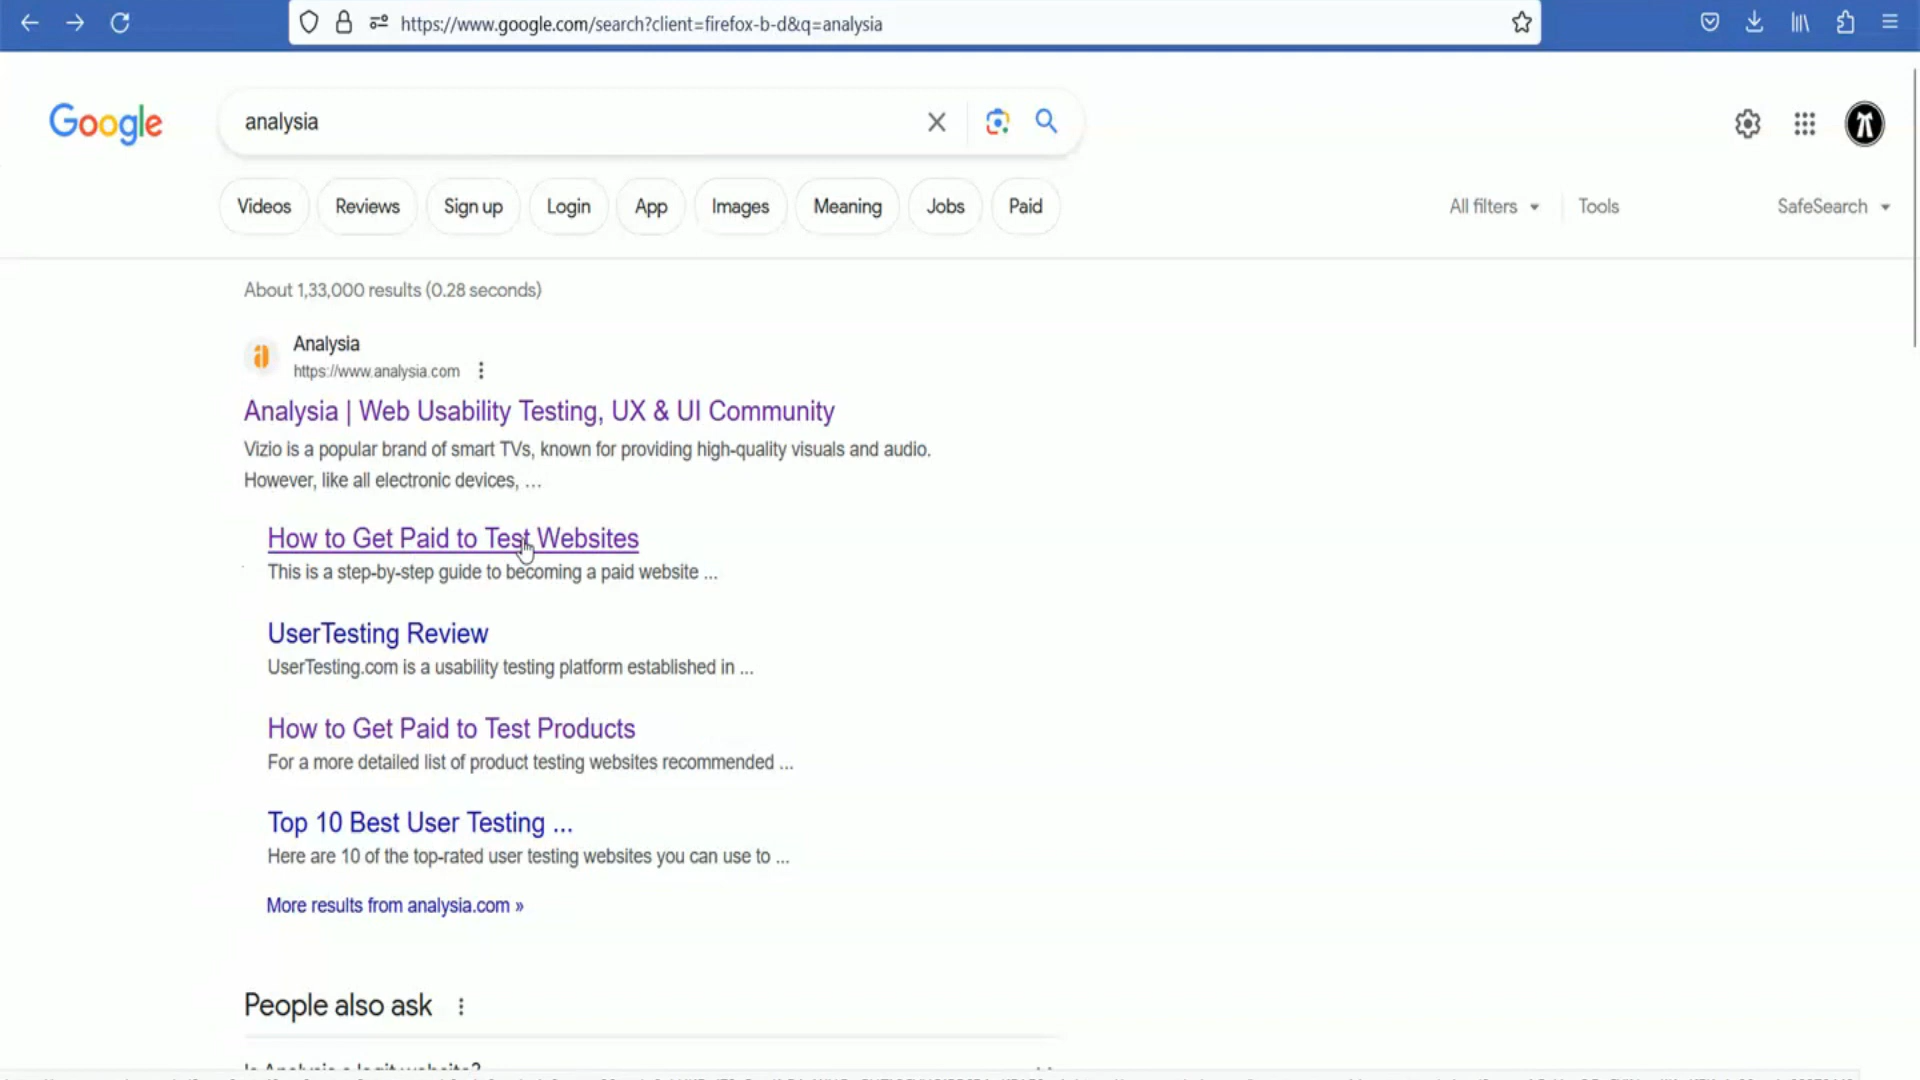 https://www.google.com/search?client=firefox-b-d&q=analysia
Google
analysia
Videos
Reviews
Sign up
Login
App
Images
Meaning
Jobs
Paid
All filters
Tools
SafeSearch
About 1,33,000 results (0.28 seconds)
Analysia
https://www.analysia.com
Analysia | Web Usability Testing, UX & UI Community
Vizio is a popular brand of smart TVs, known for providing high-quality visuals and audio.
However, like all electronic devices, ...
How to Get Paid to Test Websites
This is a step-by-step guide to becoming a paid website ...
UserTesting Review
UserTesting.com is a usability testing platform established in ...
How to Get Paid to Test Products
For a more detailed list of product testing websites recommended ...
Top 10 Best User Testing ...
Here are 10 of the top-rated user testing websites you can use to ...
More results from analysia.com »
People also ask
Is Analysia a legit website?